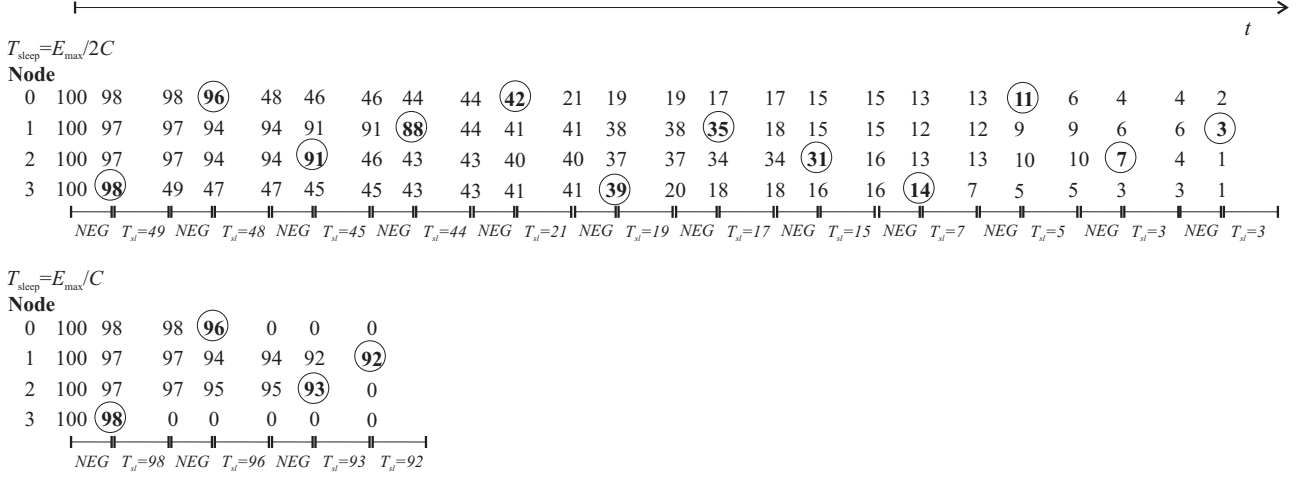 t
T_sleep=E_max/2C
Node
0 100 98 98 96 48 46 46 44 44 42 21 19 19 17 17 15 15 13 13 11 6 4 4 2
1 100 97 97 94 94 91 91 88 44 41 41 38 38 35 18 15 15 12 12 9 9 6 6 3
2 100 97 97 94 94 91 46 43 43 40 40 37 37 34 34 31 16 13 13 10 10 7 4 1
3 100 98 49 47 47 45 45 43 43 41 41 39 20 18 18 16 16 14 7 5 5 3 3 1
NEG T_sl=49 NEG T_sl=48 NEG T_sl=45 NEG T_sl=44 NEG T_sl=21 NEG T_sl=19 NEG T_sl=17 NEG T_sl=15 NEG T_sl=7 NEG T_sl=5 NEG T_sl=3 NEG T_sl=3
T_sleep=E_max/C
Node
0 100 98 98 96 0 0 0
1 100 97 97 94 94 92 92
2 100 97 97 95 95 93 0
3 100 98 0 0 0 0 0
NEG T_sl=98 NEG T_sl=96 NEG T_sl=93 T_sl=92